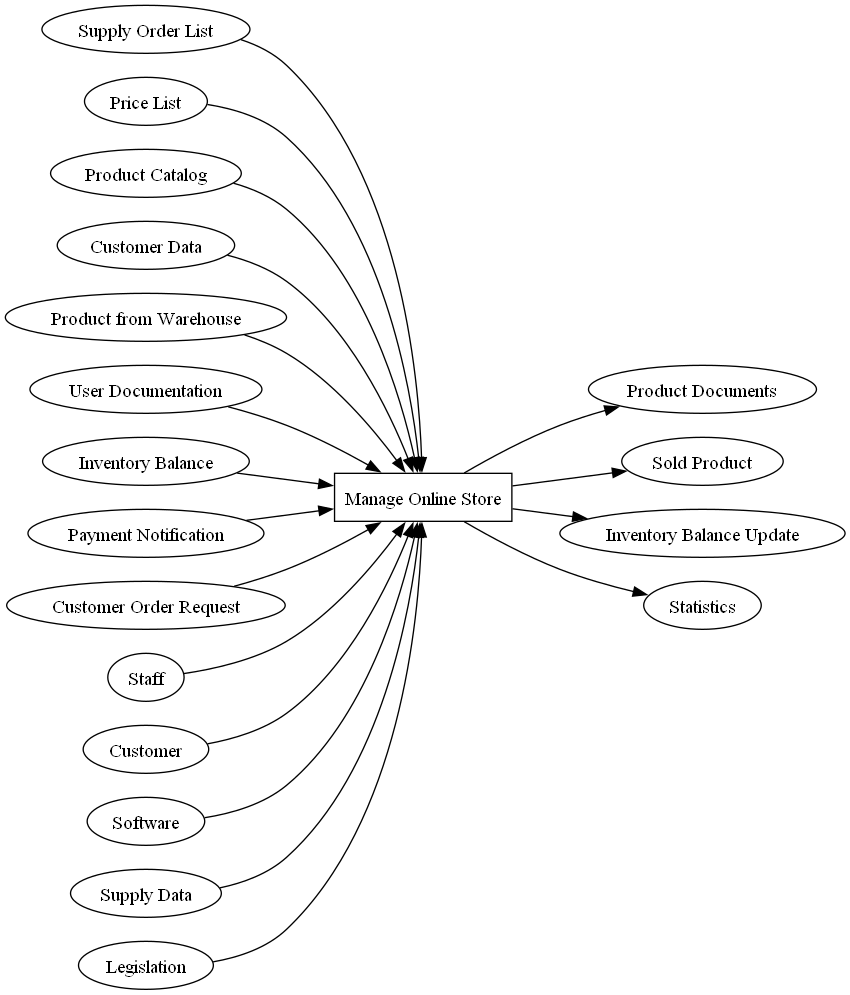 Supply Order List
Price List
Product Catalog
Customer Data
Product from Warehouse
User Documentation
Inventory Balance
Payment Notification
Customer Order Request
Staff
Customer
Software
Supply Data
Legislation
Manage Online Store
Product Documents
Sold Product
Inventory Balance Update
Statistics